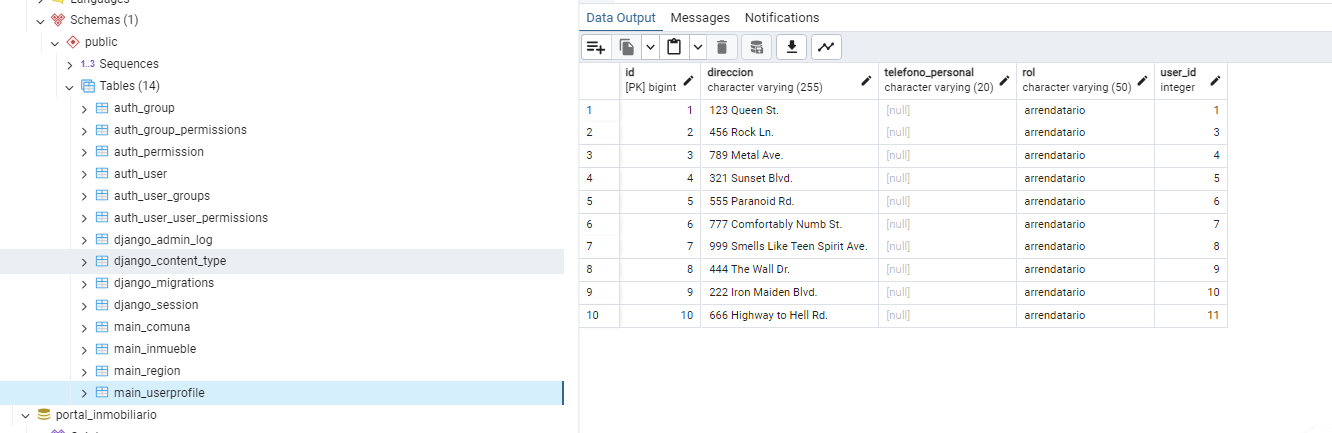 Languages
Schemas (1)
public
1..3 Sequences
Tables (14)
auth_group
auth_group_permissions
auth_permission
auth_user
auth_user_groups
auth_user_user_permissions
django_admin_log
django_content_type
django_migrations
django_session
main_comuna
main_inmueble
main_region
main_userprofile
portal_inmobiliario
Data Output Messages Notifications
id direccion telefono_personal rol user_id
[PK] bigint character varying (255) character varying (20) character varying (50) integer
1 1 123 Queen St. [null] arrendatario 1
2 2 456 Rock Ln. [null] arrendatario 3
3 3 789 Metal Ave. [null] arrendatario 4
4 4 321 Sunset Blvd. [null] arrendatario 5
5 5 555 Paranoid Rd. [null] arrendatario 6
6 6 777 Comfortably Numb St. [null] arrendatario 7
7 7 999 Smells Like Teen Spirit Ave. [null] arrendatario 8
8 8 444 The Wall Dr. [null] arrendatario 9
9 9 222 Iron Maiden Blvd. [null] arrendatario 10
10 10 666 Highway to Hell Rd. [null] arrendatario 11